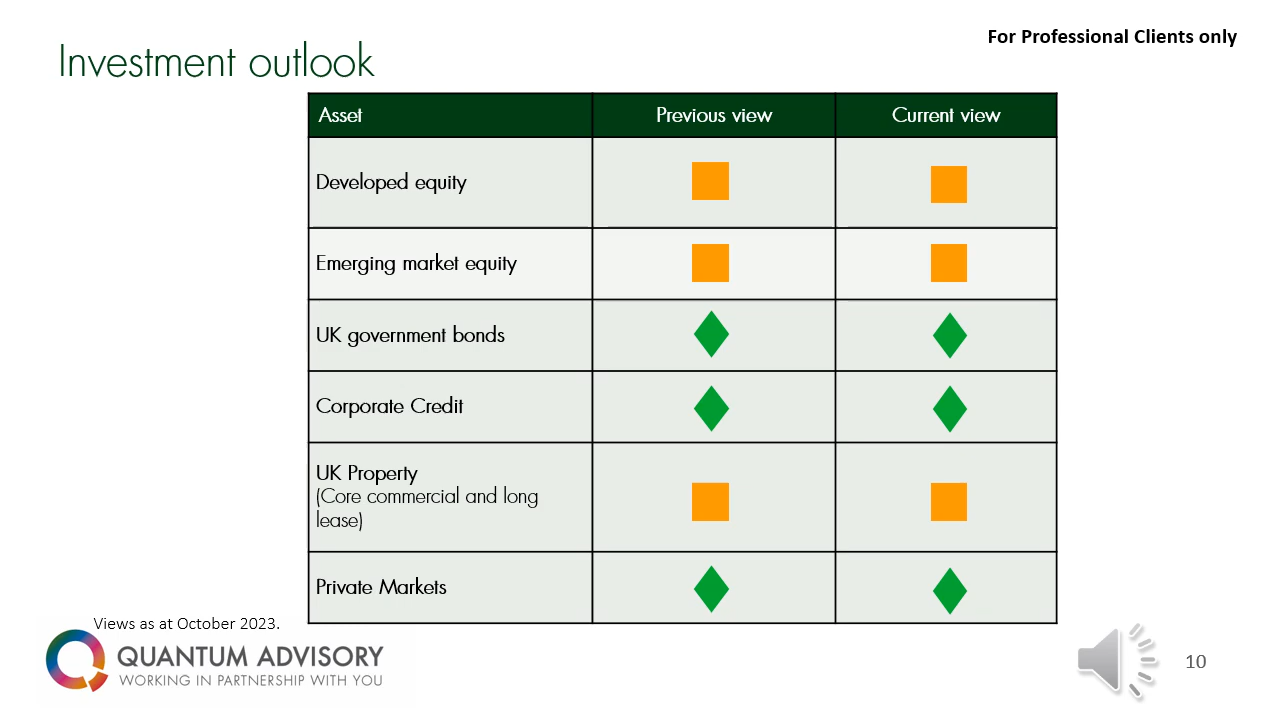 For Professional Clients only
Investment outlook
Asset Previous view Current view
Developed equity
Emerging market equity
UK government bonds
Corporate Credit
UK Property
(Core commercial and long
lease)
Private Markets
Views as at October 2023.
QUANTUM ADVISORY
WORKING IN PARTNERSHIP WITH YOU
10